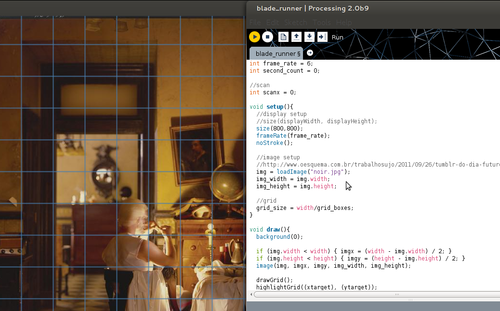 blade_runner | Processing 2.0b9
Run
blade_runner §
int frame_rate = 6;
int second_count = 0;
//scan
int scanx = 0;
void setup(){
//display setup
//size(displayWidth, displayHeight);
size(800,800);
frameRate(frame_rate);
noStroke();
//image setup
//http://www.oesquema.com.br/trabalhosujo/2011/09/26/tumblr-do-dia-future
img = loadImage("noir.jpg");
img_width = img.width;
img_height = img.height;
//grid
grid_size = width/grid_boxes;
}
void draw(){
background(0);
if (img.width < width) { imgx = (width - img.width) / 2; }
if (img.height < height) { imgy = (height - img.height) / 2; }
image(img, imgx, imgy, img_width, img_height);
drawGrid();
highlightGrid((xtarget), (ytarget));